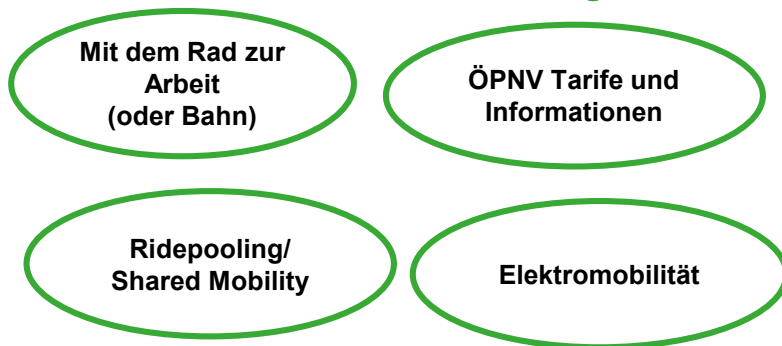 Mit dem Rad zur
Arbeit
(oder Bahn)
ÖPNV Tarife und
Informationen
Ridepooling/
Shared Mobility
Elektromobilität